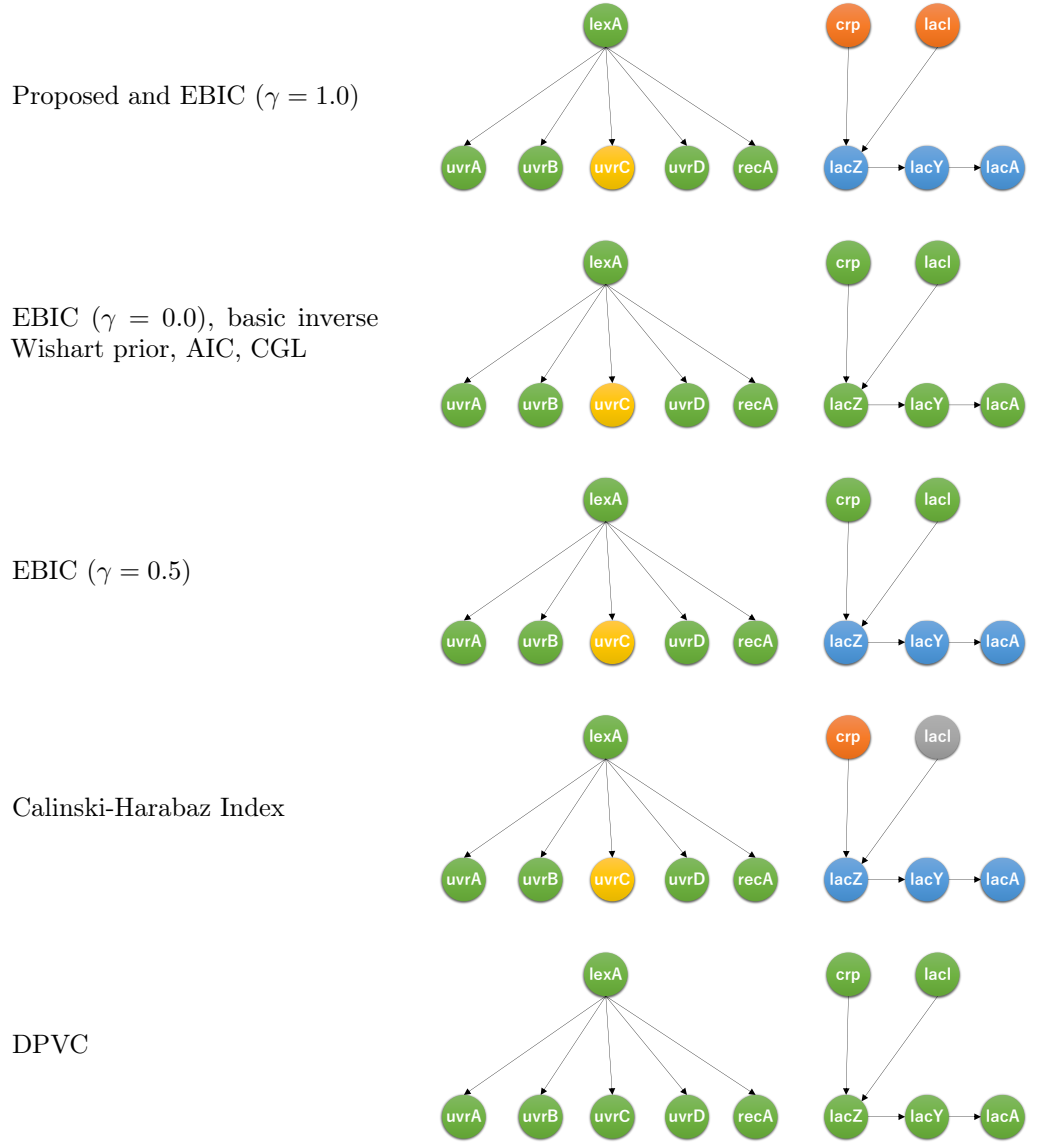 lexA
crp
lacI
Proposed and EBIC (γ = 1.0)
uvrA
uvrB
uvrC
uvrD
recA
lacZ
lacY
lacA
lexA
crp
lacI
EBIC (γ = 0.0), basic inverse
Wishart prior, AIC, CGL
uvrA
uvrB
uvrC
uvrD
recA
lacZ
lacY
lacA
lexA
crp
lacI
EBIC (γ = 0.5)
uvrA
uvrB
uvrC
uvrD
recA
lacZ
lacY
lacA
lexA
crp
lacI
Calinski-Harabaz Index
uvrA
uvrB
uvrC
uvrD
recA
lacZ
lacY
lacA
lexA
crp
lacI
DPVC
uvrA
uvrB
uvrC
uvrD
recA
lacZ
lacY
lacA